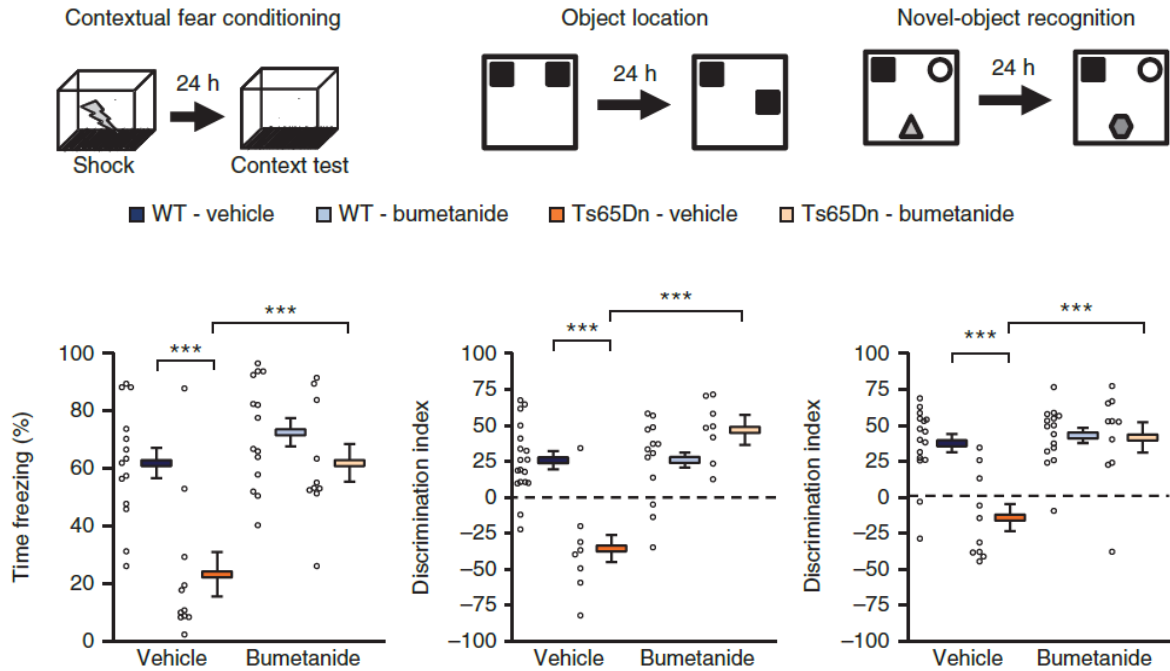 Contextual fear conditioning
Object location
Novel-object recognition
24 h
24 h
24 h
Shock
Context test
WT - vehicle
WT - bumetanide
Ts65Dn - vehicle
Ts65Dn - bumetanide
Time freezing (%)
100
80
60
40
20
0
***
***
Vehicle
Bumetanide
Discrimination index
100
75
50
25
0
−25
−50
−75
−100
***
***
Vehicle
Bumetanide
Discrimination index
100
75
50
25
0
−25
−50
−75
−100
***
***
Vehicle
Bumetanide